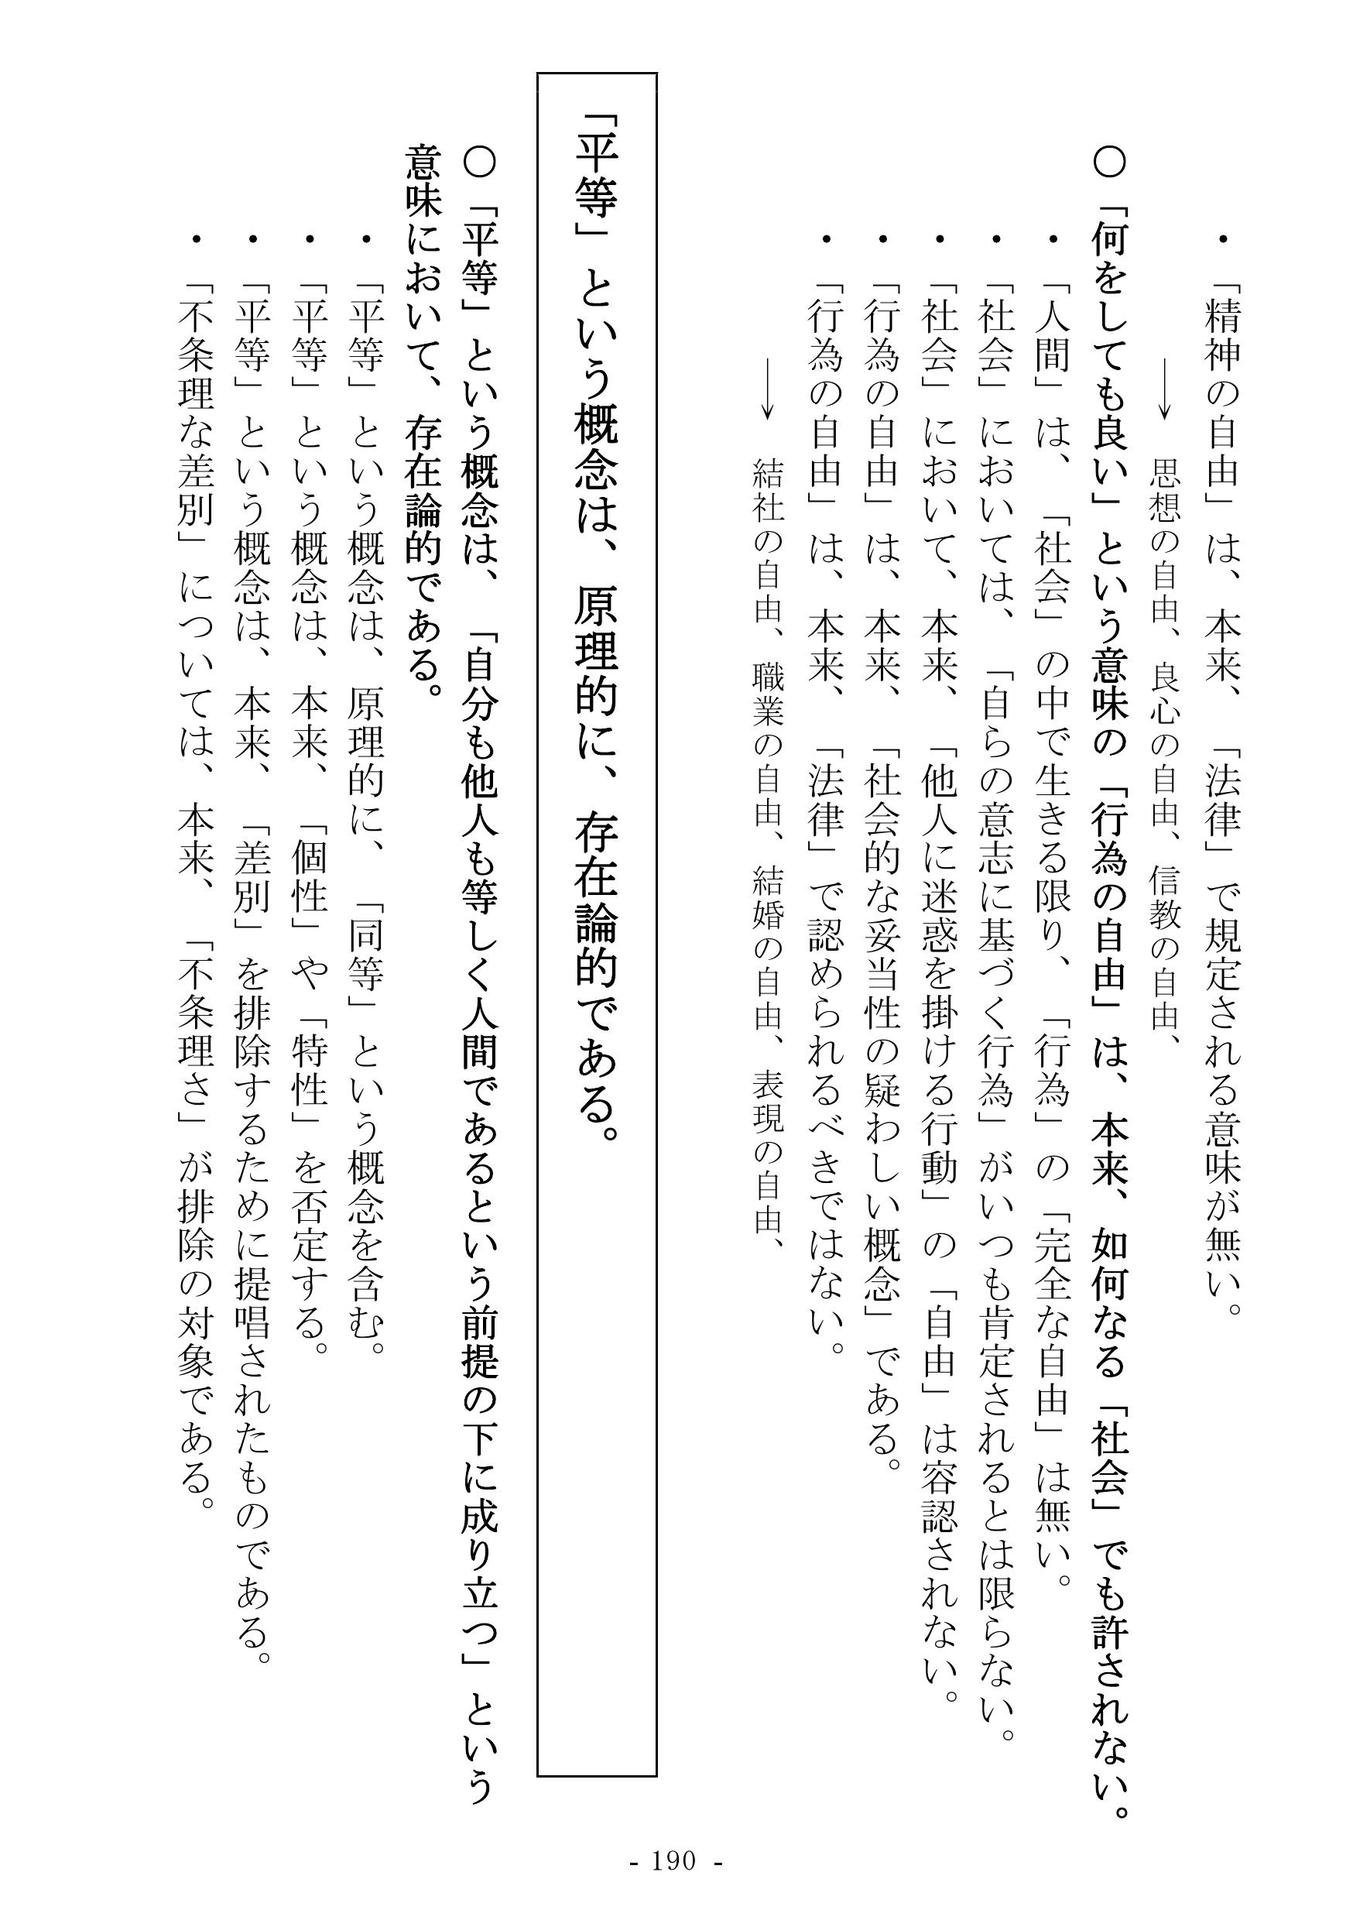 ・「精神の自由」は、本来、「法律」で規定される意味が無い。
→ 思想の自由、良心の自由、信教の自由、
○「何をしても良い」という意味の「行為の自由」は、本来、如何なる「社会」でも許されない。
・「人間」は、「社会」の中で生きる限り、「行為」の「完全な自由」は無い。
・「社会」においては、「自らの意志に基づく行為」がいつも肯定されるとは限らない。
・「社会」において、本来、「他人に迷惑を掛ける行動」の「自由」は容認されない。
・「行為の自由」は、本来、「社会的な妥当性の疑わしい概念」である。
・「行為の自由」は、本来、「法律」で認められるべきではない。
→ 結社の自由、職業の自由、結婚の自由、表現の自由、
「平等」という概念は、原理的に、存在論的である。
○「平等」という概念は、「自分も他人も等しく人間であるという前提の下に成り立つ」という
意味において、存在論的である。
・「平等」という概念は、原理的に、「同等」という概念を含む。
・「平等」という概念は、本来、「個性」や「特性」を否定する。
・「平等」という概念は、本来、「差別」を排除するために提唱されたものである。
・「不条理な差別」については、本来、「不条理さ」が排除の対象である。
- 190 -